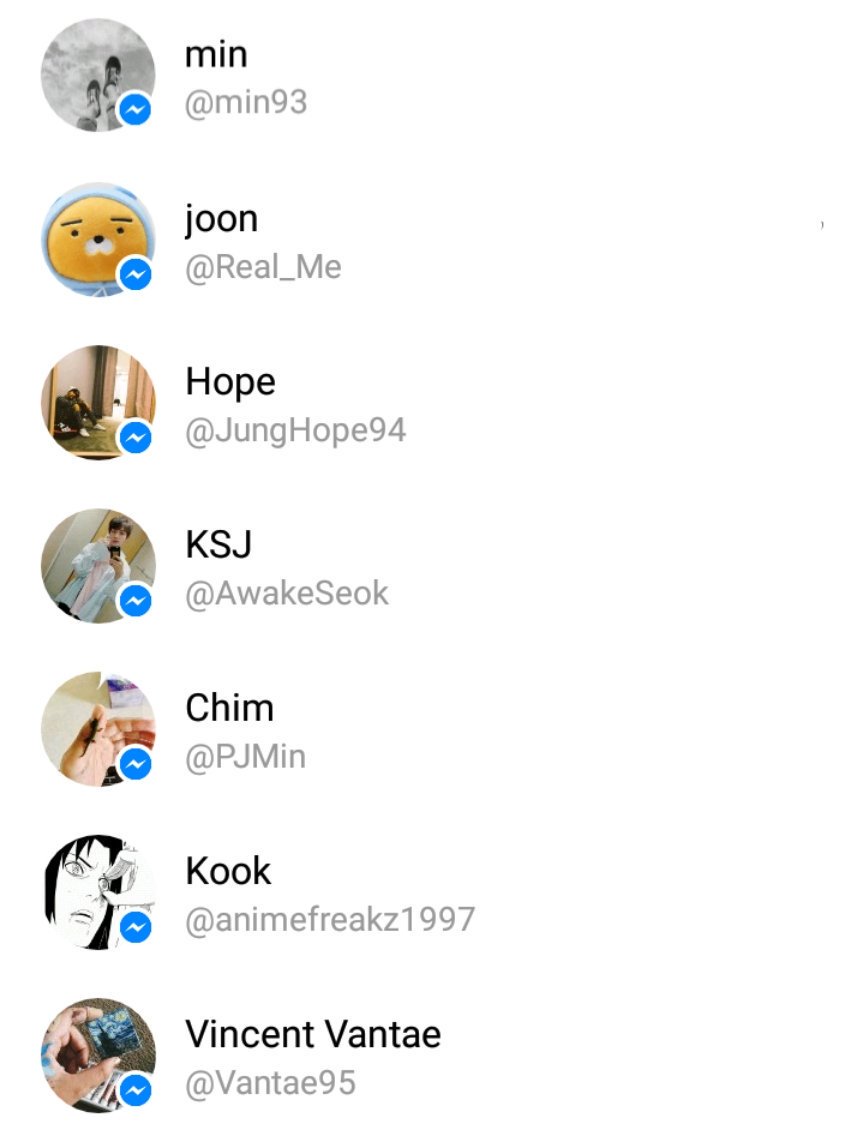 min
@min93
joon
@Real_Me
Hope
@JungHope94
KSJ
@AwakeSeok
Chim
@PJMin
Kook
@animefreakz1997
Vincent Vantae
@Vantae95